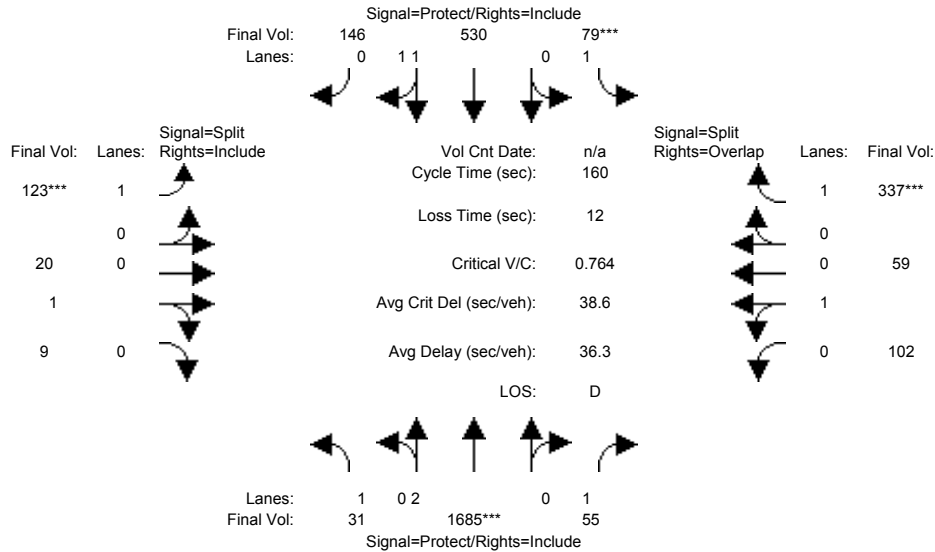 Signal=Protect/Rights=Include
Final Vol: 146 530 79***
Lanes: 0 1 1 0 1
Signal=Split Signal=Split
Final Vol: Lanes: Rights=Include Vol Cnt Date: n/a Rights=Overlap Lanes: Final Vol:
Cycle Time (sec): 160
123*** 1 1 337***
Loss Time (sec): 12
0 0
20 0 Critical V/C: 0.764 0 59
1 Avg Crit Del (sec/veh): 38.6 1
9 0 Avg Delay (sec/veh): 36.3 0 102
LOS: D
Lanes: 1 0 2 0 1
Final Vol: 31 1685*** 55
Signal=Protect/Rights=Include